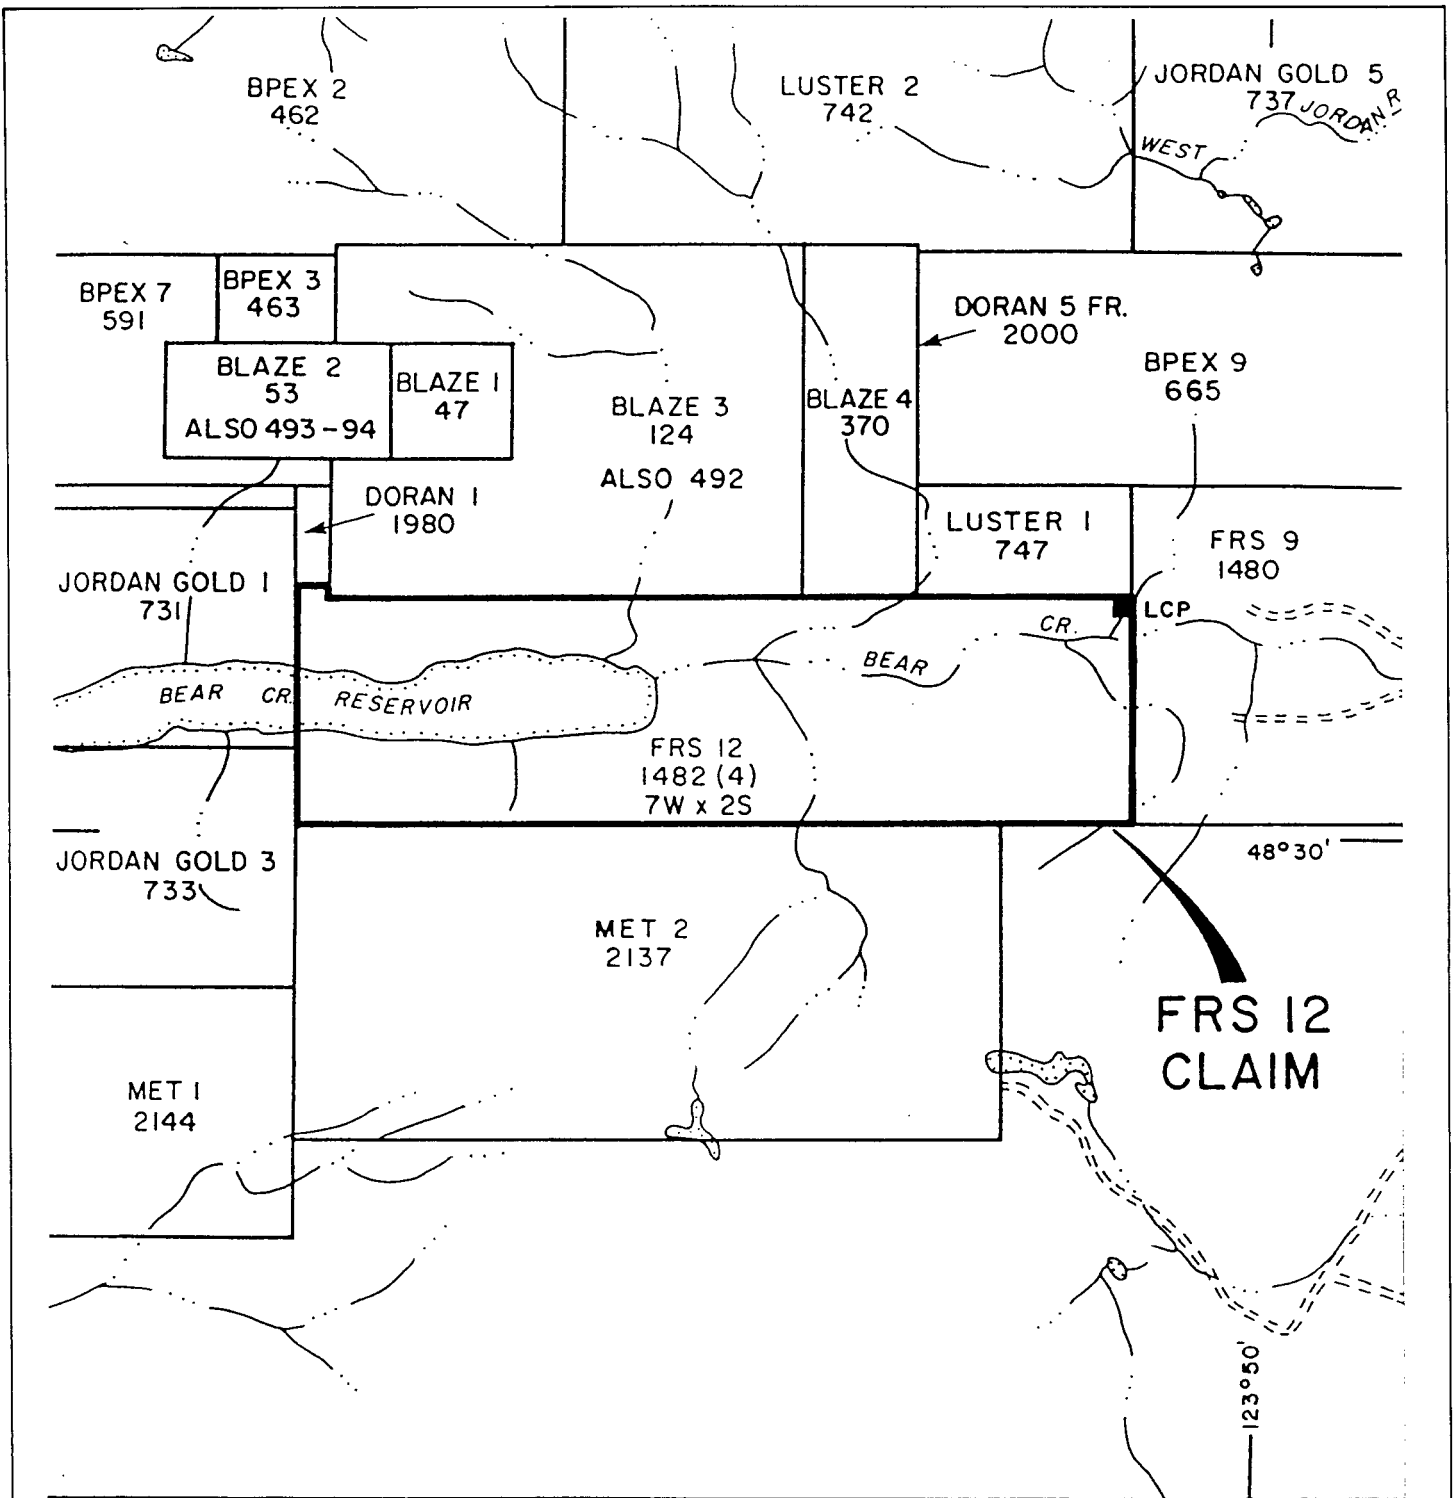 BPEX 2
462
LUSTER 2
742
JORDAN GOLD 5
737
JORDAN R
WEST
BPEX 7
591
BPEX 3
463
DORAN 5 FR.
2000
BPEX 9
665
BLAZE 2
53
ALSO 493-94
BLAZE 1
47
BLAZE 3
124
ALSO 492
BLAZE 4
370
DORAN 1
1980
LUSTER 1
747
FRS 9
1480
JORDAN GOLD 1
731
LCP
CR.
BEAR
BEAR CR. RESERVOIR
FRS 12
1482 (4)
7W x 2S
48°30'
JORDAN GOLD 3
733
MET 2
2137
FRS 12
CLAIM
MET 1
2144
123°50'